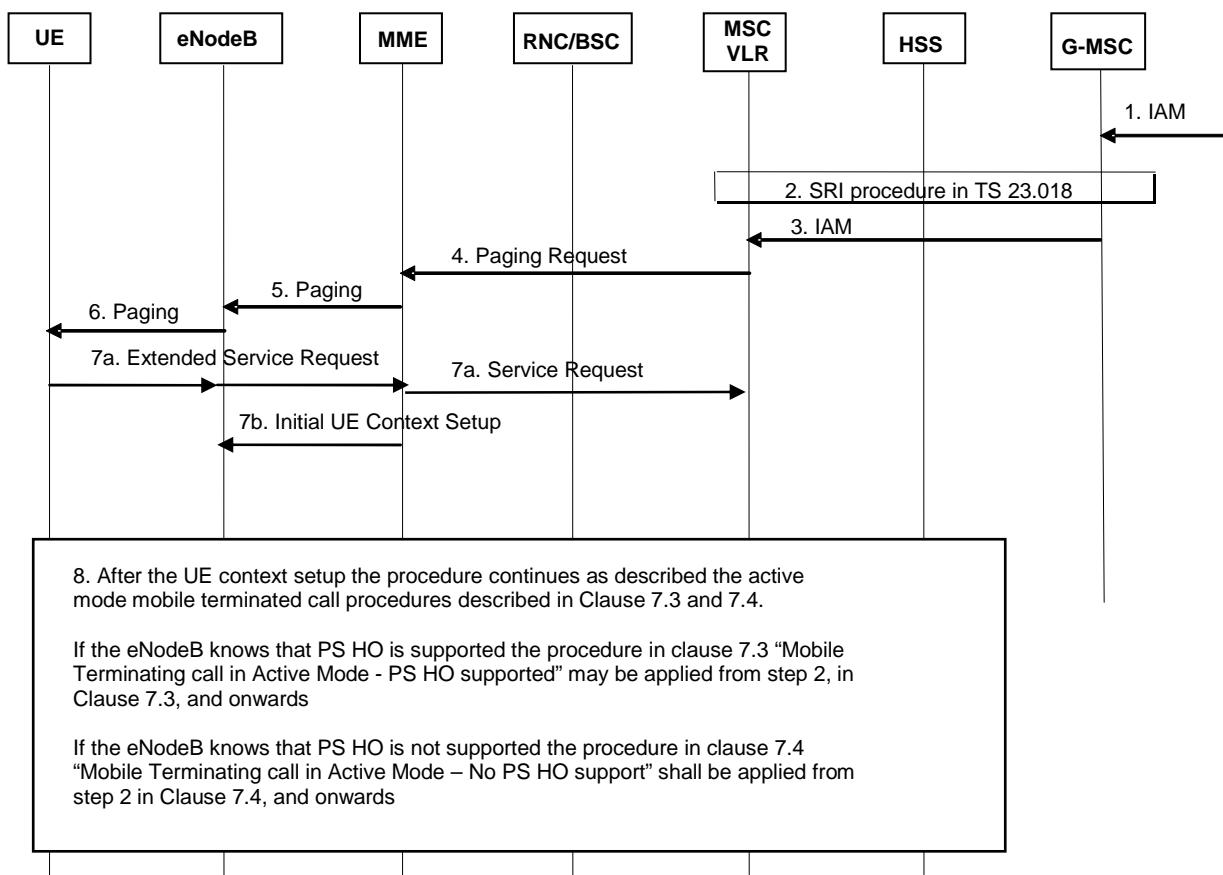 UE
eNodeB
MME
RNC/BSC
MSC
VLR
HSS
G-MSC
1. IAM
2. SRI procedure in TS 23.018
3. IAM
4. Paging Request
5. Paging
6. Paging
7a. Extended Service Request
7a. Service Request
7b. Initial UE Context Setup
8. After the UE context setup the procedure continues as described the active
mode mobile terminated call procedures described in Clause 7.3 and 7.4.
If the eNodeB knows that PS HO is supported the procedure in clause 7.3 “Mobile
Terminating call in Active Mode - PS HO supported” may be applied from step 2, in
Clause 7.3, and onwards
If the eNodeB knows that PS HO is not supported the procedure in clause 7.4
“Mobile Terminating call in Active Mode – No PS HO support” shall be applied from
step 2 in Clause 7.4, and onwards